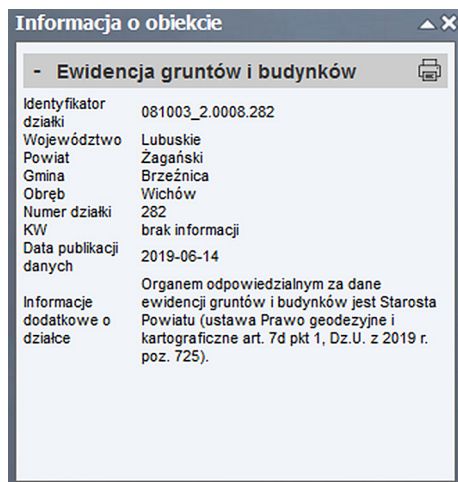 Informacja o obiekcie
- Ewidencja gruntów i budynków
Identyfikator
działki
081003_2.0008.282
Województwo Lubuskie
Powiat Żagański
Gmina Brzeźnica
Obręb Wichów
Numer działki 282
KW brak informacji
Data publikacji
danych
2019-06-14
Informacje
dodatkowe o
działce
Organem odpowiedzialnym za dane
ewidencji gruntów i budynków jest Starosta
Powiatu (ustawa Prawo geodezyjne i
kartograficzne art. 7d pkt 1, Dz.U. z 2019 r.
poz. 725).